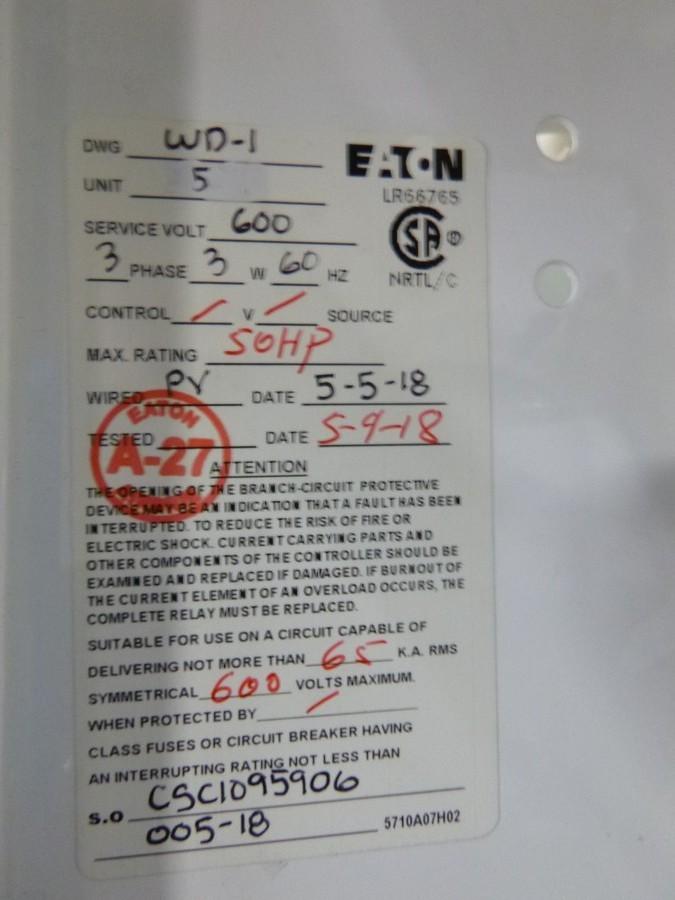 DWG WD-1
EATON
UNIT 5
LR66765
SERVICE VOLT 600
SA ®
3 PHASE 3 W 60 HZ
NRTL/C
CONTROL / V / SOURCE
MAX. RATING 50HP
WIRED PV DATE 5-5-18
EATON
TESTED DATE 5-9-18
A-27
ATTENTION
THE OPENING OF THE BRANCH-CIRCUIT PROTECTIVE
DEVICE MAY BE AN INDICATION THAT A FAULT HAS BEEN
INTERRUPTED. TO REDUCE THE RISK OF FIRE OR
ELECTRIC SHOCK. CURRENT CARRYING PARTS AND
OTHER COMPONENTS OF THE CONTROLLER SHOULD BE
EXAMINED AND REPLACED IF DAMAGED. IF BURNOUT OF
THE CURRENT ELEMENT OF AN OVERLOAD OCCURS, THE
COMPLETE RELAY MUST BE REPLACED.
SUITABLE FOR USE ON A CIRCUIT CAPABLE OF
DELIVERING NOT MORE THAN 65 K.A. RMS
SYMMETRICAL 600 VOLTS MAXIMUM.
WHEN PROTECTED BY /
CLASS FUSES OR CIRCUIT BREAKER HAVING
AN INTERRUPTING RATING NOT LESS THAN
S.O CSC1095906
005-18
5710A07H02